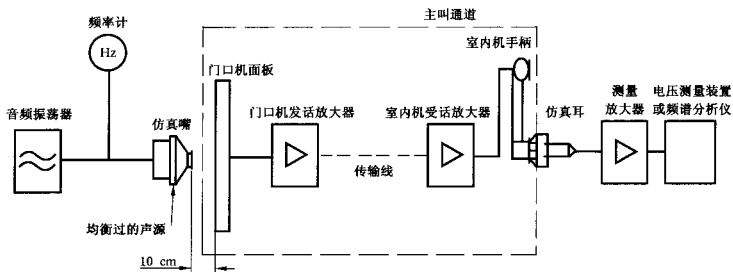 主叫通道
频率计
Hz
室内机手柄
门口机面板
音频振荡器
仿真嘴
门口机发话放大器
室内机受话放大器
仿真耳
测量
放大器
电压测量装置
或频谱分析仪
传输线
均衡过的声源
10 cm